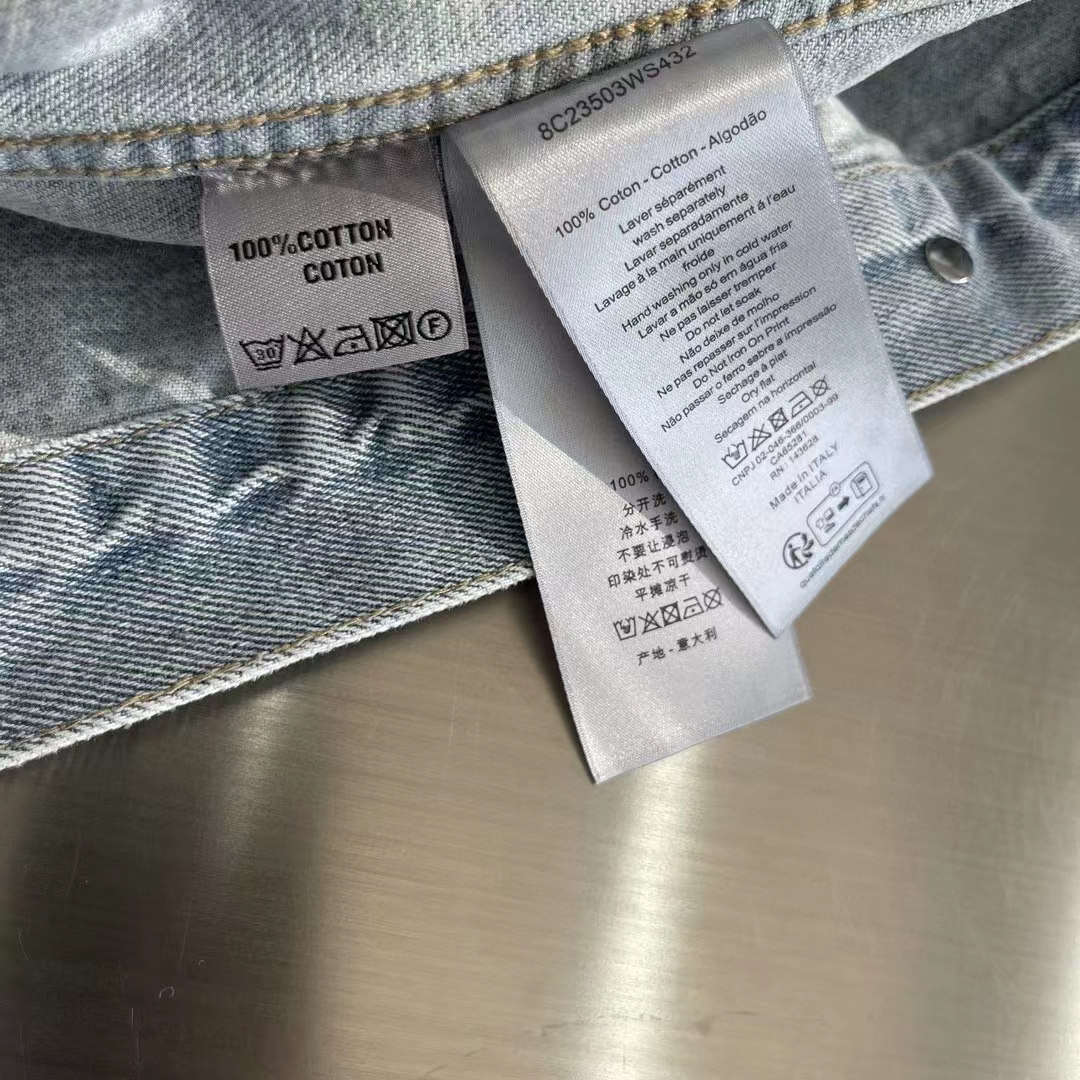 100%COTTON
COTON
30
F
8C23503WS432
100% Coton - Cotton - Algodão
Laver séparément
wash separately
Lavar separadamente
Lavage à la main uniquement à l'eau
froide
Hand washing only in cold water
Lavar a mão só em água fria
Ne pas laisser tremper
Do not let soak
Não deixe de molho
Ne pas repasser sur l'impression
Do Not Iron On Print
Não passar o ferro sabre a impressão
Sechage à plat
Dry flat
Secagem na horizontal
CNPJ 02-046-366/0003-99
CA65281
RN: 143628
Made in ITALY
ITALIA
100%
分开洗
冷水手洗
不要让浸泡
印染处不可熨烫
平摊凉干
产地 - 意大利